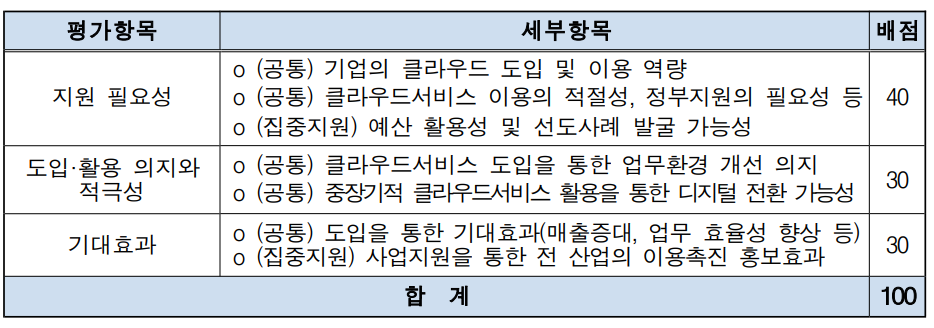 평가항목 세부항목 배점
지원 필요성
o (공통) 기업의 클라우드 도입 및 이용 역량
o (공통) 클라우드서비스 이용의 적절성, 정부지원의 필요성 등
o (집중지원) 예산 활용성 및 선도사례 발굴 가능성
40
도입·활용 의지와
적극성
o (공통) 클라우드서비스 도입을 통한 업무환경 개선 의지
o (공통) 중장기적 클라우드서비스 활용을 통한 디지털 전환 가능성
30
기대효과
o (공통) 도입을 통한 기대효과(매출증대, 업무 효율성 향상 등)
o (집중지원) 사업지원을 통한 전 산업의 이용촉진 홍보효과
30
합 계 100